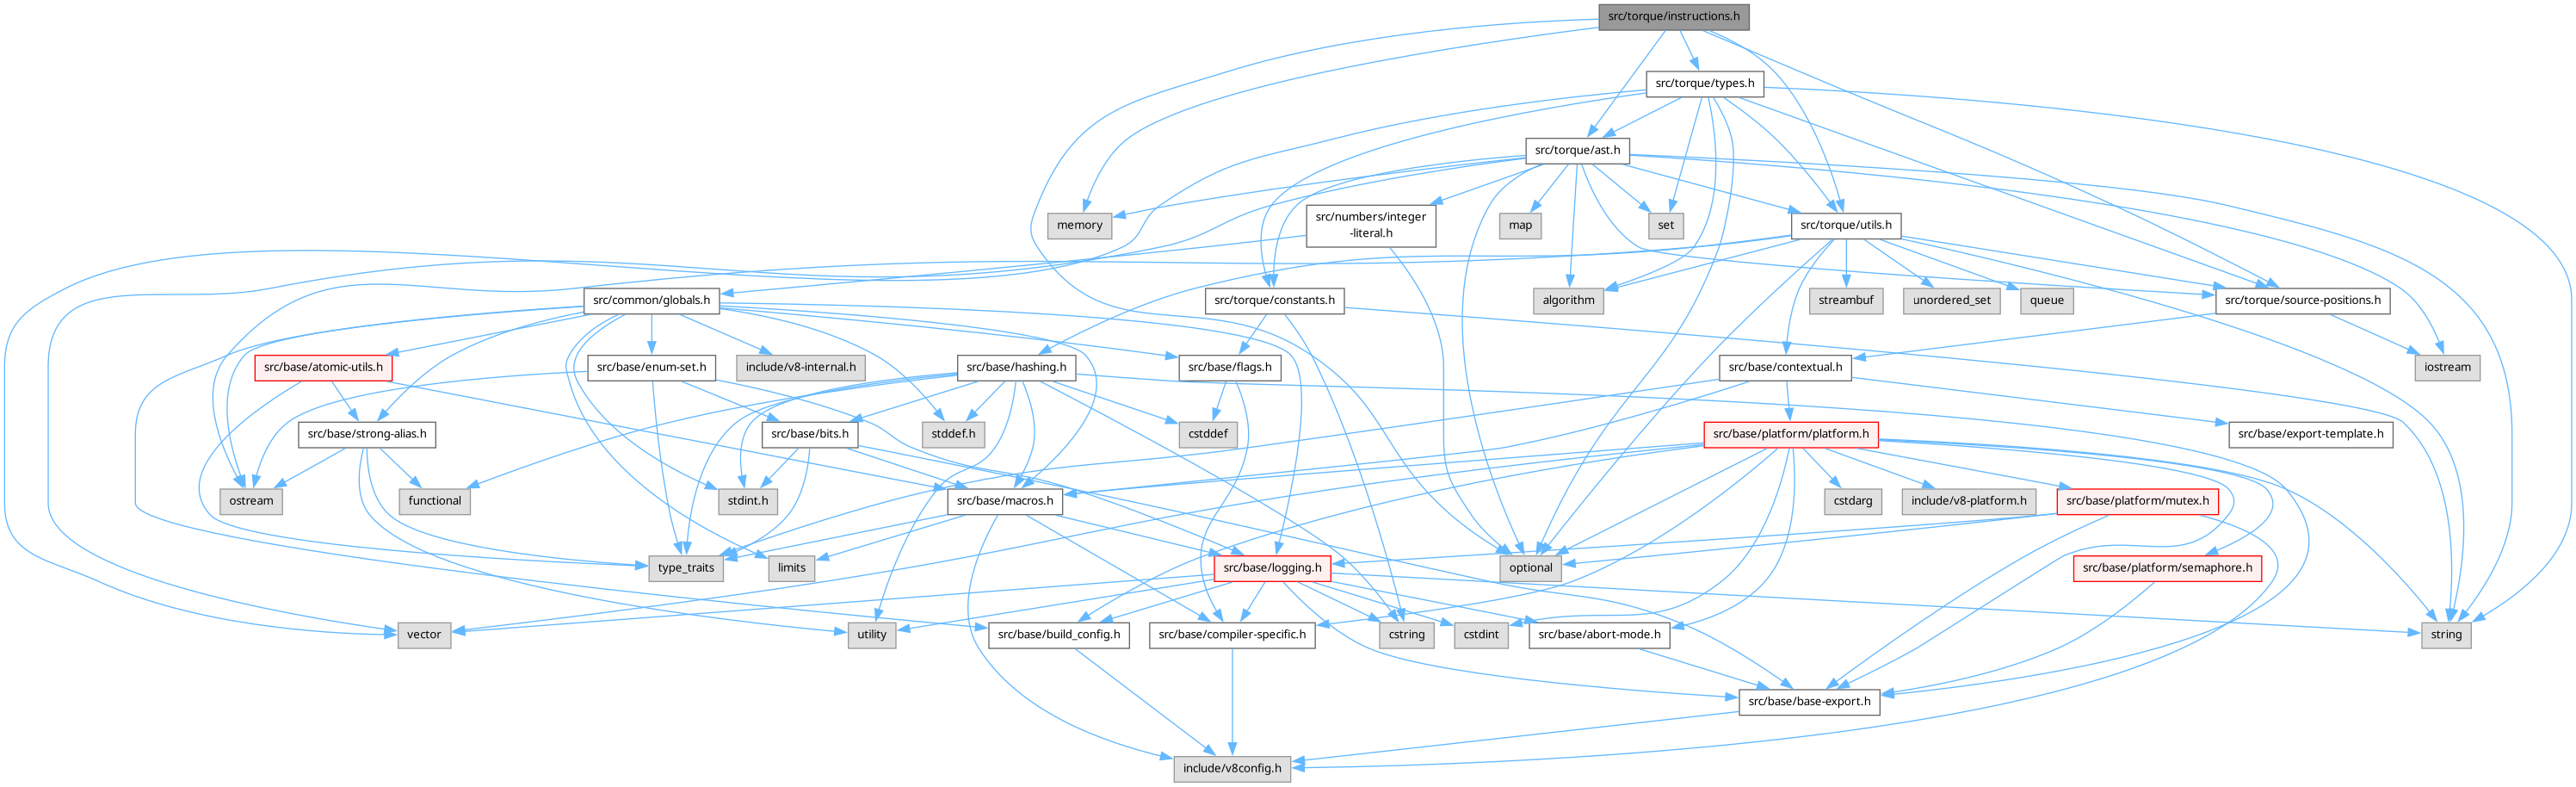 src/torque/instructions.h
src/torque/types.h
src/torque/ast.h
memory
src/numbers/integer
-literal.h
map
set
src/torque/utils.h
src/common/globals.h
src/torque/constants.h
algorithm
streambuf
unordered_set
queue
src/torque/source-positions.h
src/base/atomic-utils.h
src/base/enum-set.h
include/v8-internal.h
src/base/hashing.h
src/base/flags.h
src/base/contextual.h
iostream
src/base/strong-alias.h
src/base/bits.h
stddef.h
cstddef
src/base/platform/platform.h
src/base/export-template.h
ostream
functional
stdint.h
src/base/macros.h
cstdarg
include/v8-platform.h
src/base/platform/mutex.h
type_traits
limits
src/base/logging.h
optional
src/base/platform/semaphore.h
vector
utility
src/base/build_config.h
src/base/compiler-specific.h
cstring
cstdint
src/base/abort-mode.h
string
src/base/base-export.h
include/v8config.h